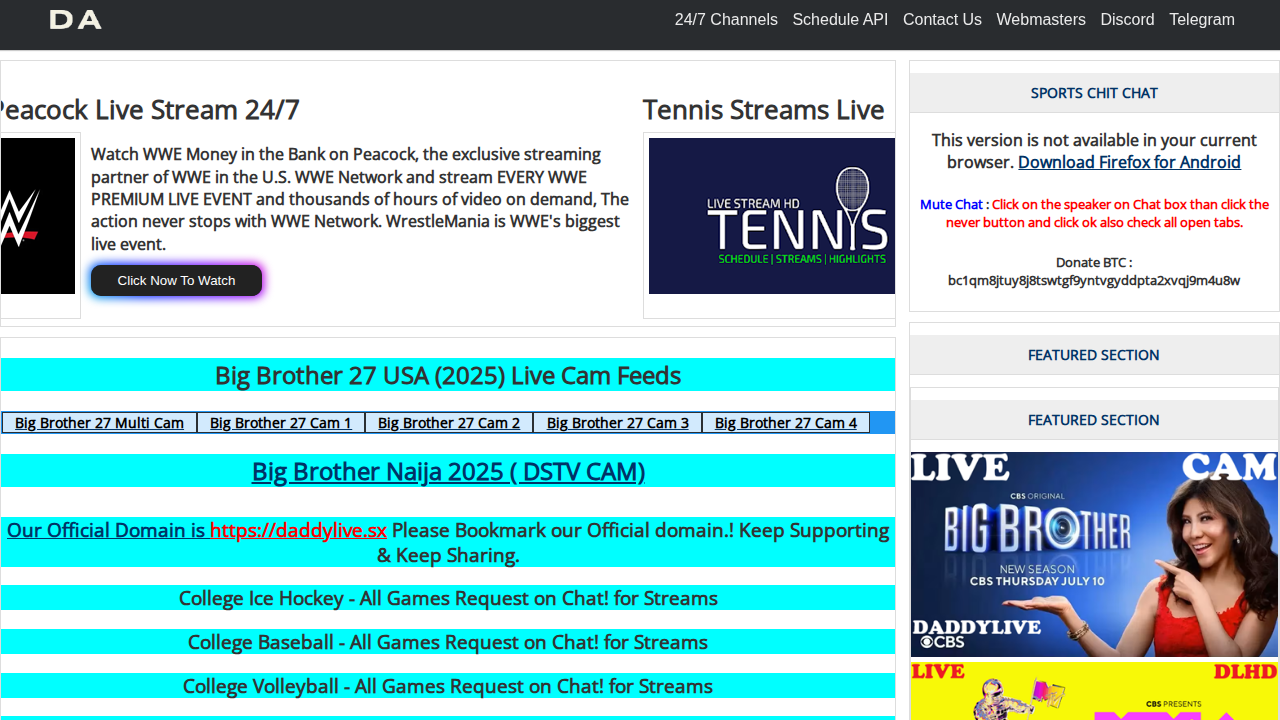 DA
24/7 Channels Schedule API Contact Us Webmasters Discord Telegram
Peacock Live Stream 24/7
Watch WWE Money in the Bank on Peacock, the exclusive streaming
partner of WWE in the U.S. WWE Network and stream EVERY WWE
PREMIUM LIVE EVENT and thousands of hours of video on demand, The
action never stops with WWE Network. WrestleMania is WWE's biggest
live event.
Click Now To Watch
Tennis Streams Live
LIVE STREAM HD
TENNIS
SCHEDULE | STREAMS | HIGHLIGHTS
Big Brother 27 USA (2025) Live Cam Feeds
Big Brother 27 Multi Cam Big Brother 27 Cam 1 Big Brother 27 Cam 2 Big Brother 27 Cam 3 Big Brother 27 Cam 4
Big Brother Naija 2025 ( DSTV CAM)
Our Official Domain is https://daddylive.sx Please Bookmark our Official domain.! Keep Supporting
& Keep Sharing.
College Ice Hockey - All Games Request on Chat! for Streams
College Baseball - All Games Request on Chat! for Streams
College Volleyball - All Games Request on Chat! for Streams
SPORTS CHIT CHAT
This version is not available in your current
browser. Download Firefox for Android
Mute Chat : Click on the speaker on Chat box than click the
never button and click ok also check all open tabs.
Donate BTC :
bc1qm8jtuy8j8tswtgf9yntvgyddpta2xvqj9m4u8w
FEATURED SECTION
FEATURED SECTION
LIVE CAM
CBS ORIGINAL
BIG BROTHER
NEW SEASON
CBS THURSDAY JULY 10
DADDYLIVE
CBS
LIVE DLHD
CBS PRESENTS